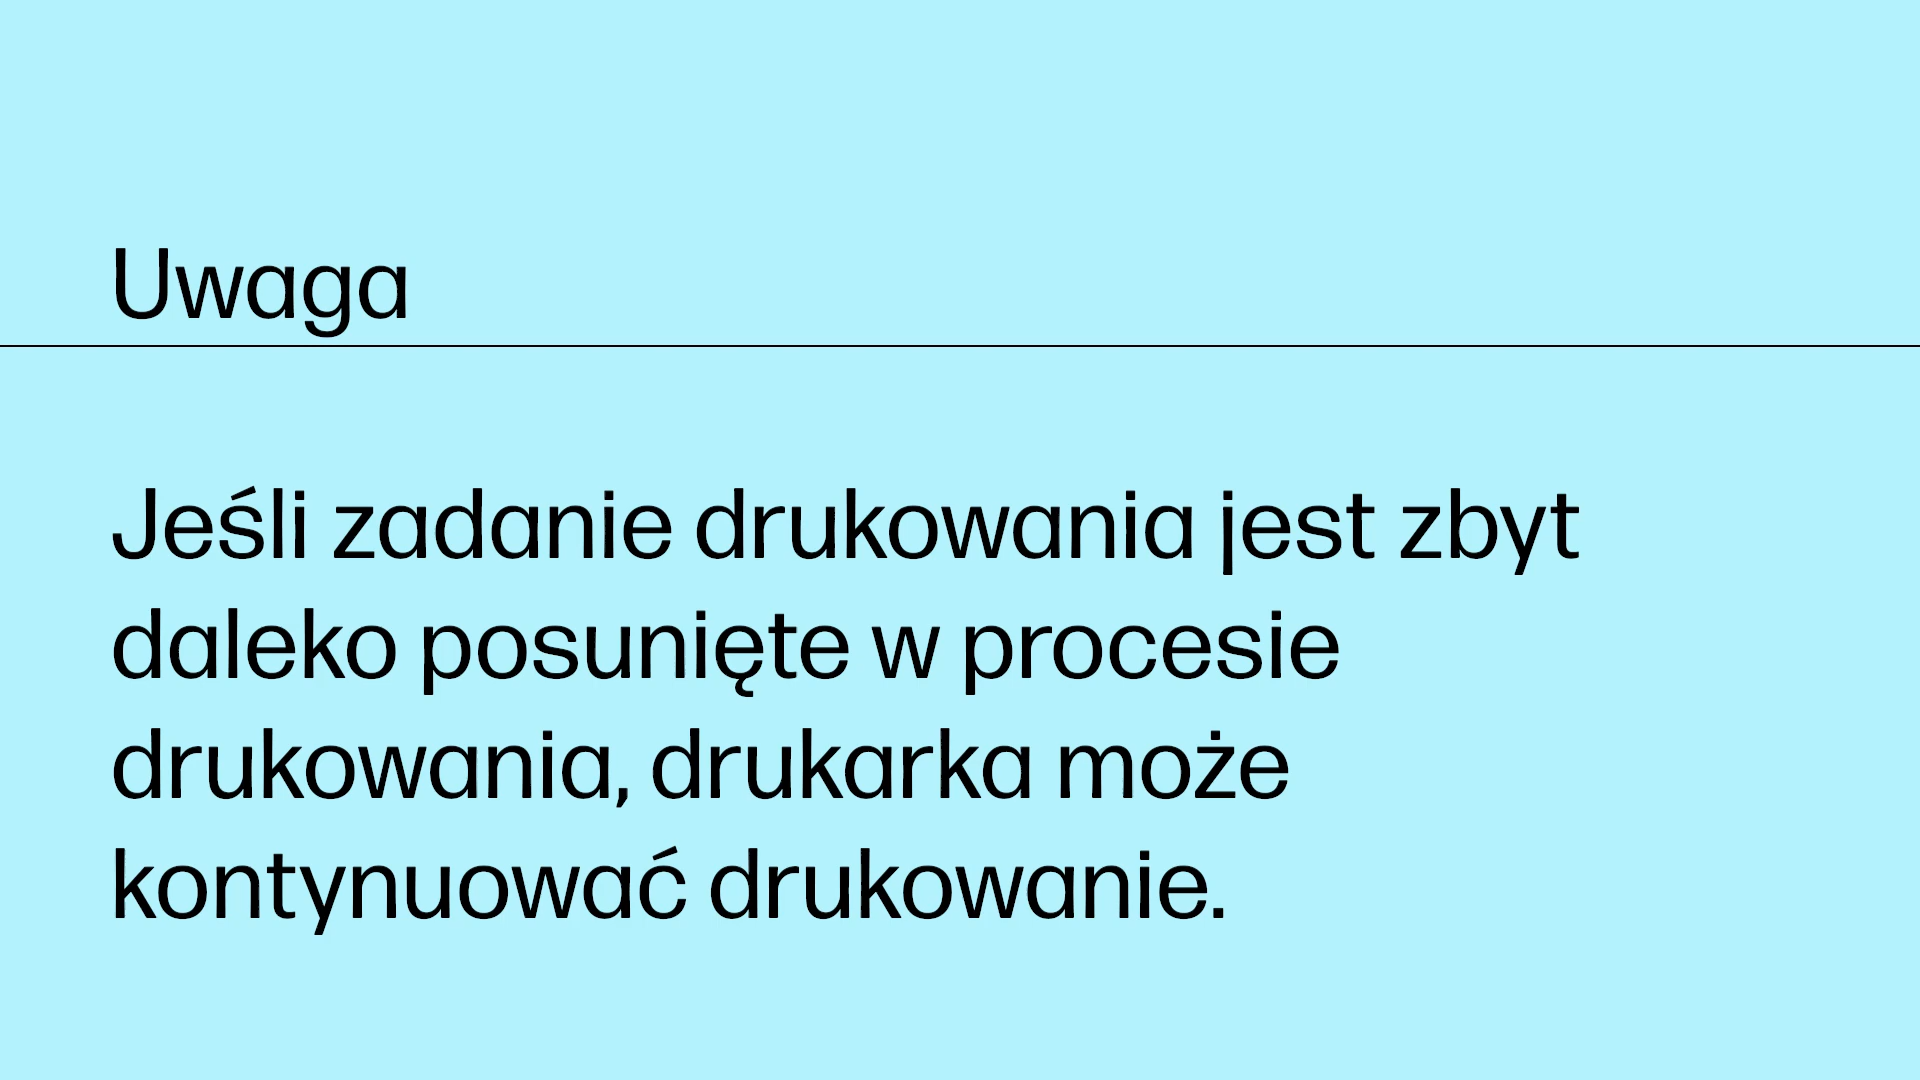 Uwaga
Jeśli zadanie drukowania jest zbyt
daleko posunięte w procesie
drukowania, drukarka może
kontynuować drukowanie.